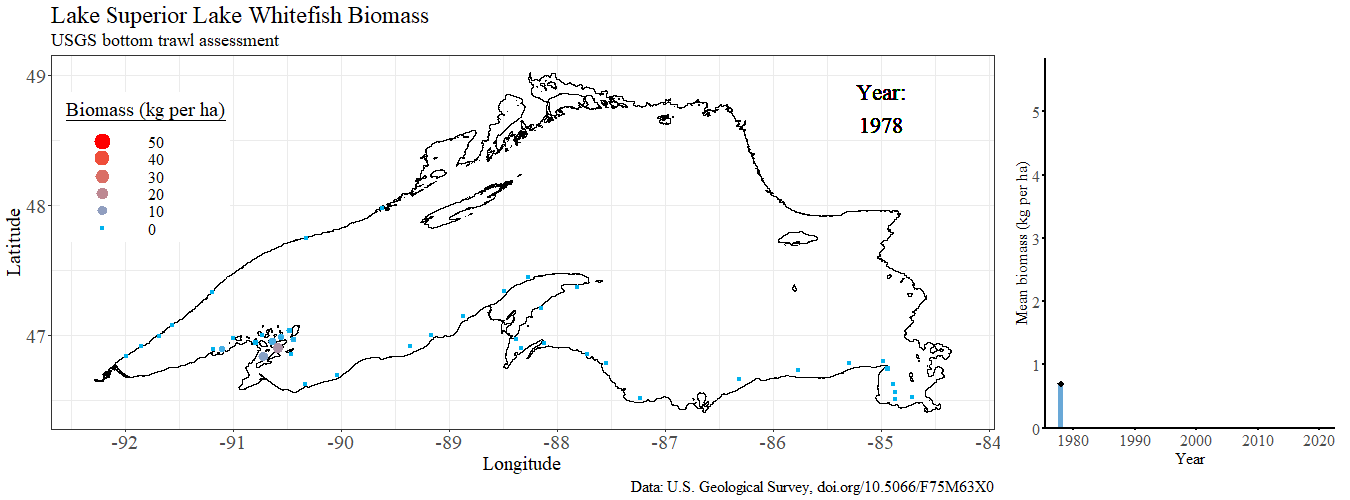 Lake Superior Lake Whitefish Biomass
USGS bottom trawl assessment
Biomass (kg per ha)
50
40
30
20
10
0
Year:
1978
Latitude
49
48
47
-92 -91 -90 -89 -88 -87 -86 -85 -84
Longitude
Mean biomass (kg per ha)
5
4
3
2
1
0
1980 1990 2000 2010 2020
Year
Data: U.S. Geological Survey, doi.org/10.5066/F75M63X0